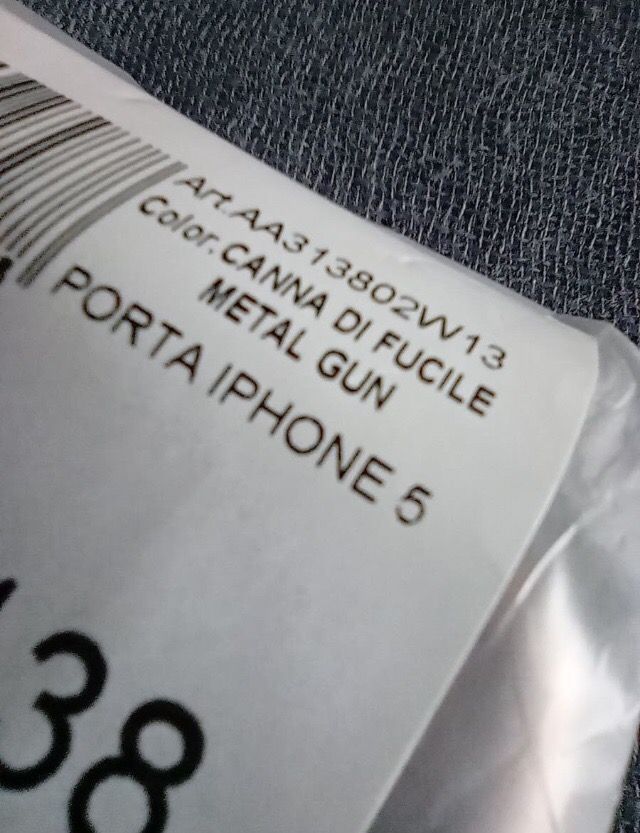 Art.AA313802W13
Color.CANNA DI FUCILE
METAL GUN
PORTA IPHONE 5
38